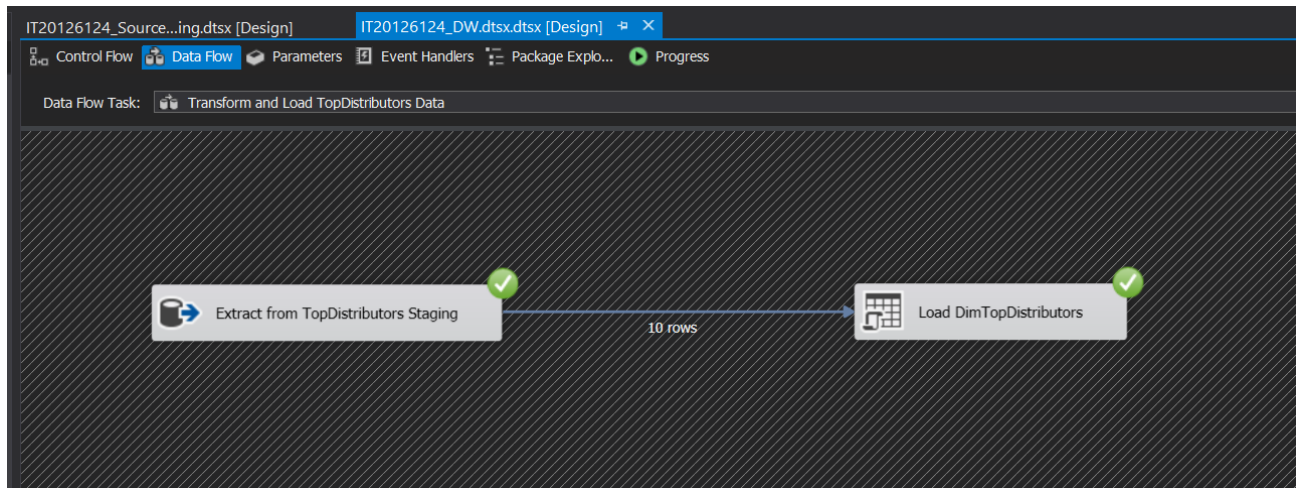 IT20126124_Source...ing.dtsx [Design] IT20126124_DW.dtsx.dtsx [Design]
Control Flow Data Flow Parameters Event Handlers Package Explo... Progress
Data Flow Task: Transform and Load TopDistributors Data
Extract from TopDistributors Staging
10 rows
Load DimTopDistributors